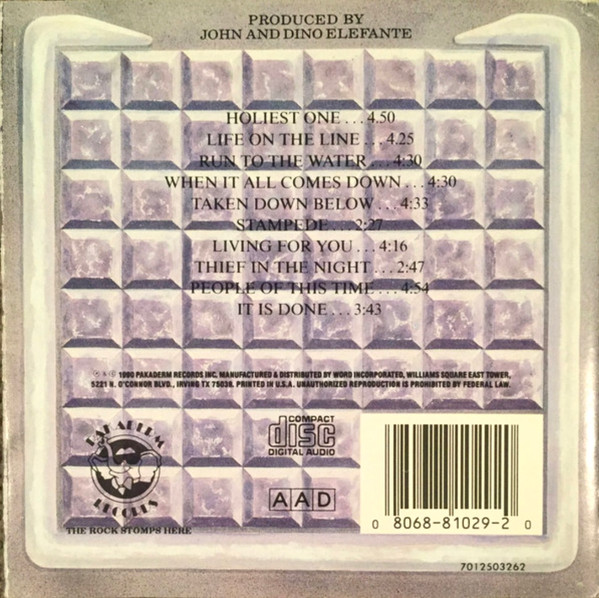 PRODUCED BY
JOHN AND DINO ELEFANTE
HOLIEST ONE . . . 4.50
LIFE ON THE LINE . . . 4.25
RUN TO THE WATER . . . 4:30
WHEN IT ALL COMES DOWN . . . 4:30
TAKEN DOWN BELOW . . . 4:33
STAMPEDE . . . 2:27
LIVING FOR YOU . . . 4:16
THIEF IN THE NIGHT . . . 2:47
PEOPLE OF THIS TIME . . . 4:54
IT IS DONE . . . 3:43
1990 PAKADERM RECORDS INC. MANUFACTURED & DISTRIBUTED BY WORD INCORPORATED, WILLIAMS SQUARE EAST TOWER,
5221 N. O'CONNOR BLVD., IRVING TX 75039. PRINTED IN U.S.A. UNAUTHORIZED REPRODUCTION IS PROHIBITED BY FEDERAL LAW.
PAKADERM
RECORDS
THE ROCK STOMPS HERE
COMPACT
disc
DIGITAL AUDIO
AAD
0 8068-81029-2 0
7012503262